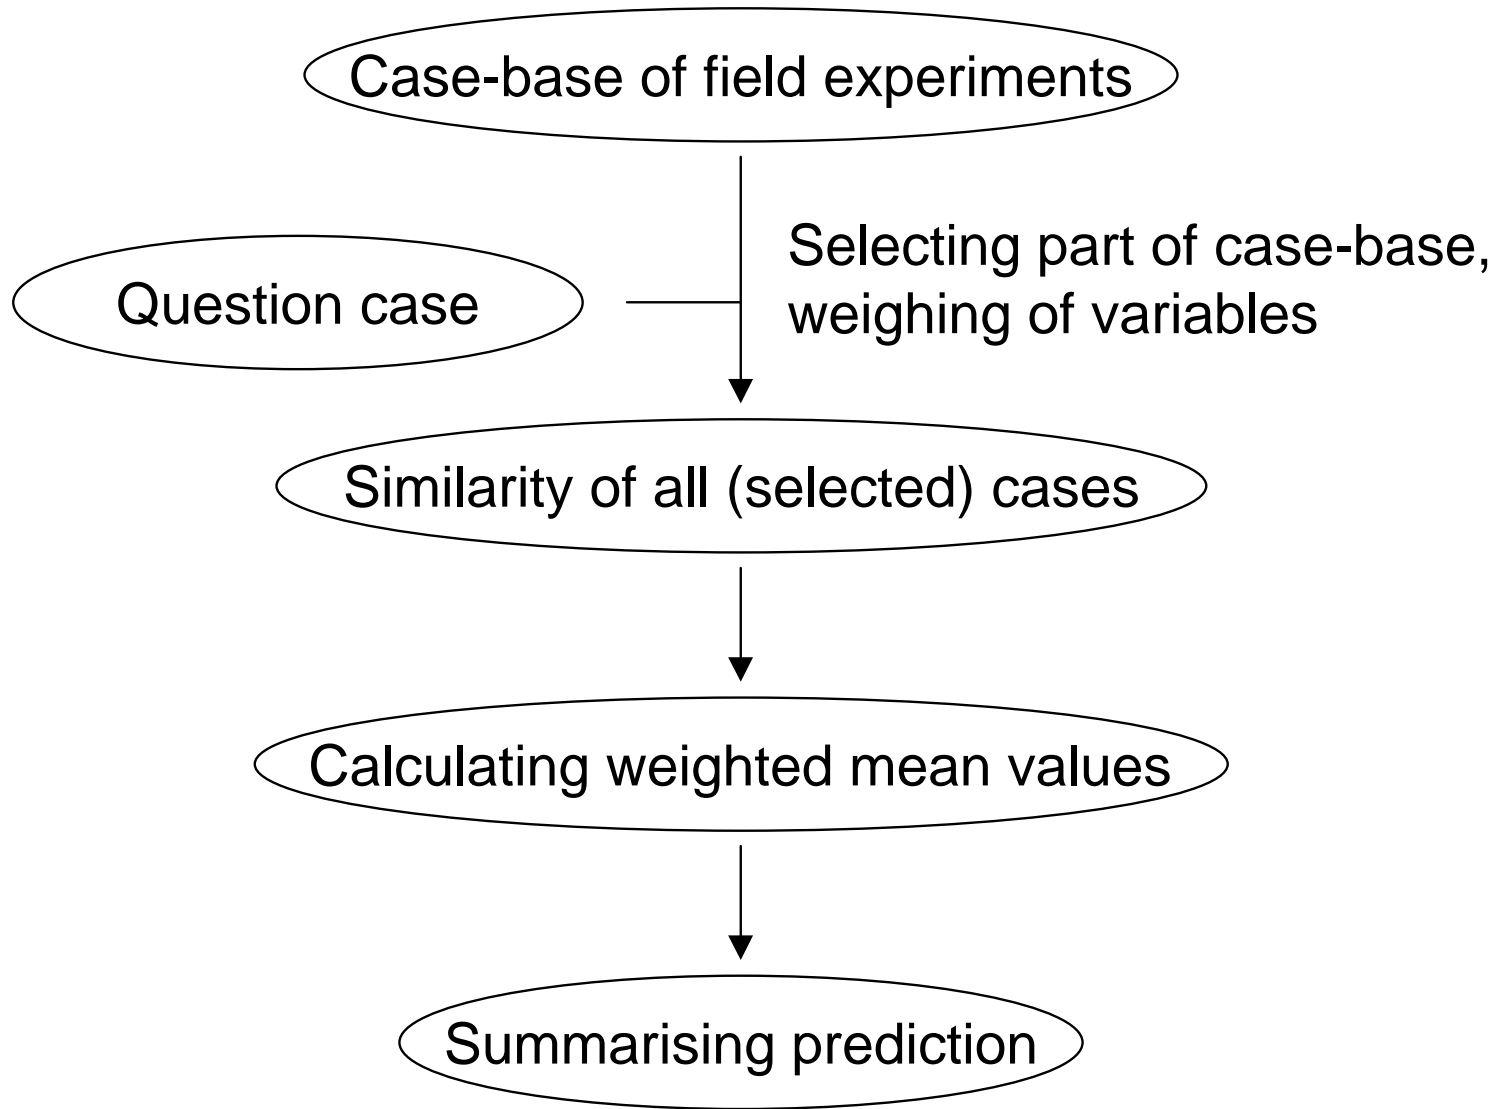 Case-base of field experiments
Selecting part of case-base,
weighing of variables
Question case
Similarity of all (selected) cases
Calculating weighted mean values
Summarising prediction